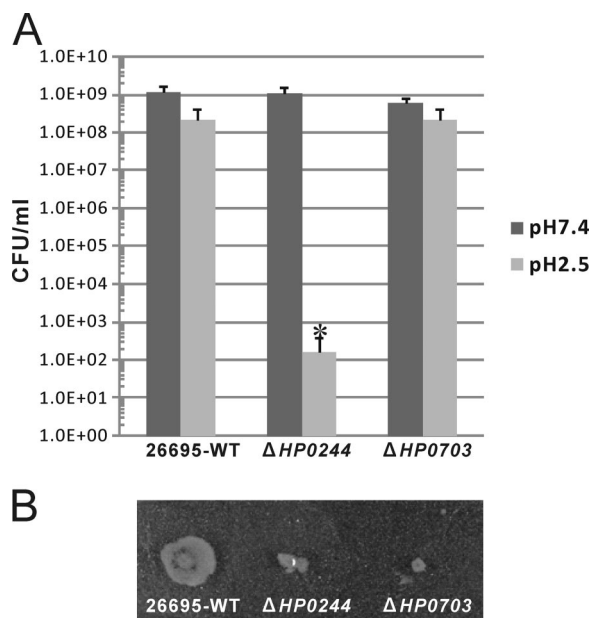 A
1.0E+10
1.0E+09
1.0E+08
1.0E+07
1.0E+06
1.0E+05
1.0E+04
1.0E+03
1.0E+02
1.0E+01
1.0E+00
CFU/ml
*
pH7.4
pH2.5
26695-WT ΔHP0244 ΔHP0703
B
26695-WT ΔHP0244 ΔHP0703